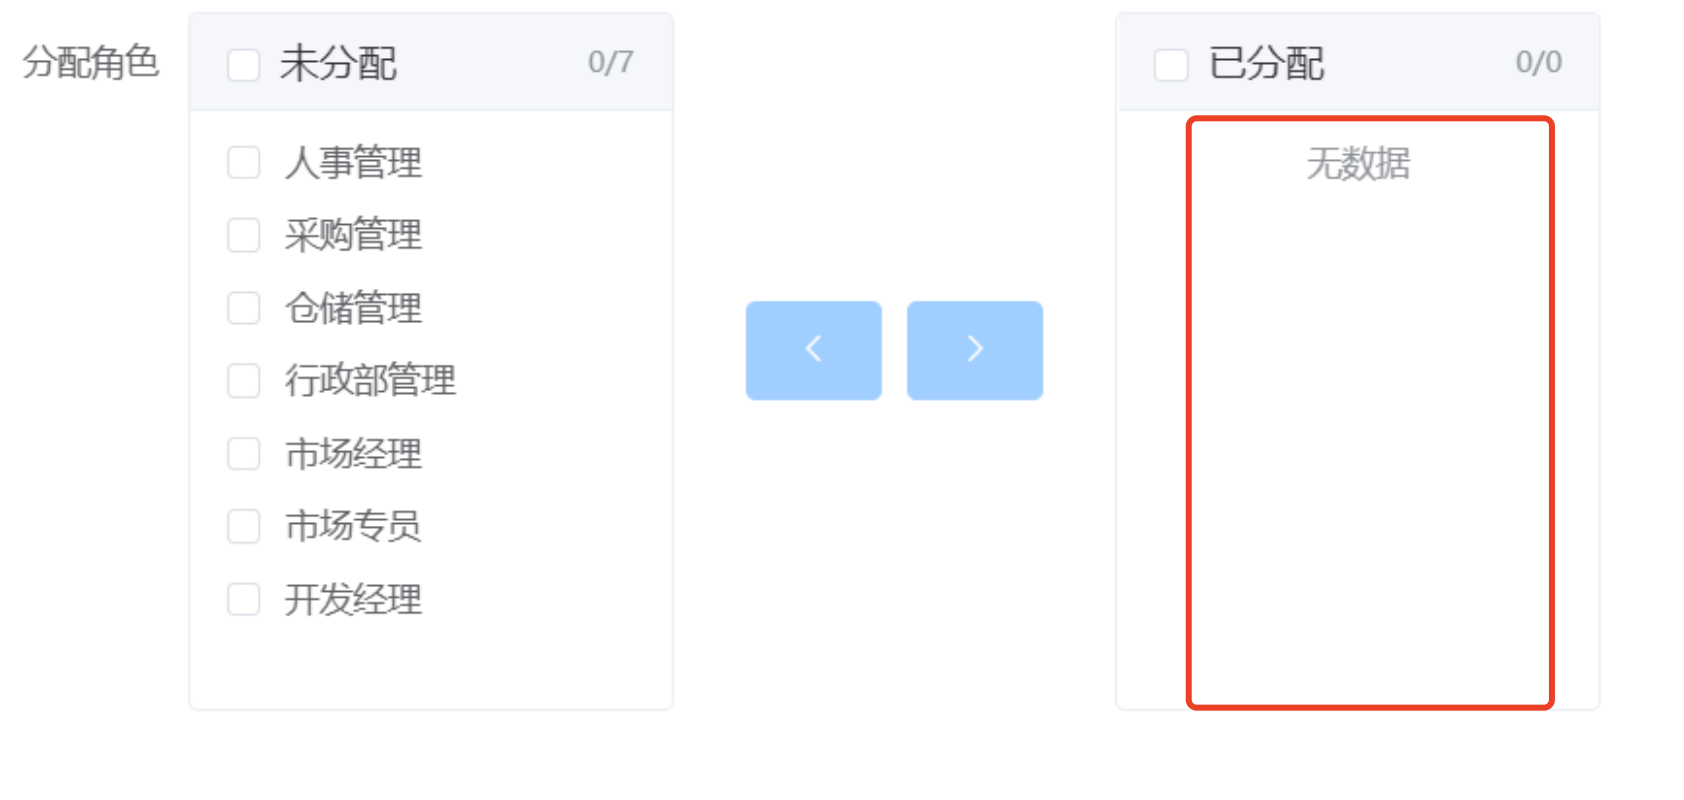 分配角色
未分配 0/7
人事管理
采购管理
仓储管理
行政部管理
市场经理
市场专员
开发经理
已分配 0/0
无数据